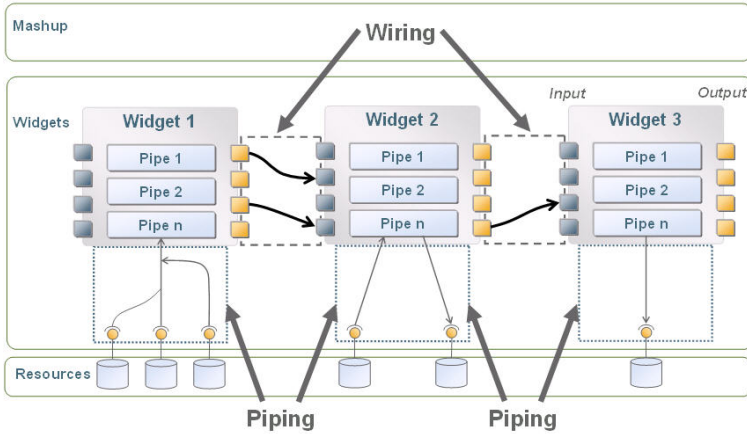 Mashup
Wiring
Input
Output
Widgets
Widget 1
Widget 2
Widget 3
Pipe 1
Pipe 1
Pipe 1
Pipe 2
Pipe 2
Pipe 2
Pipe n
Pipe n
Pipe n
Resources
Piping
Piping